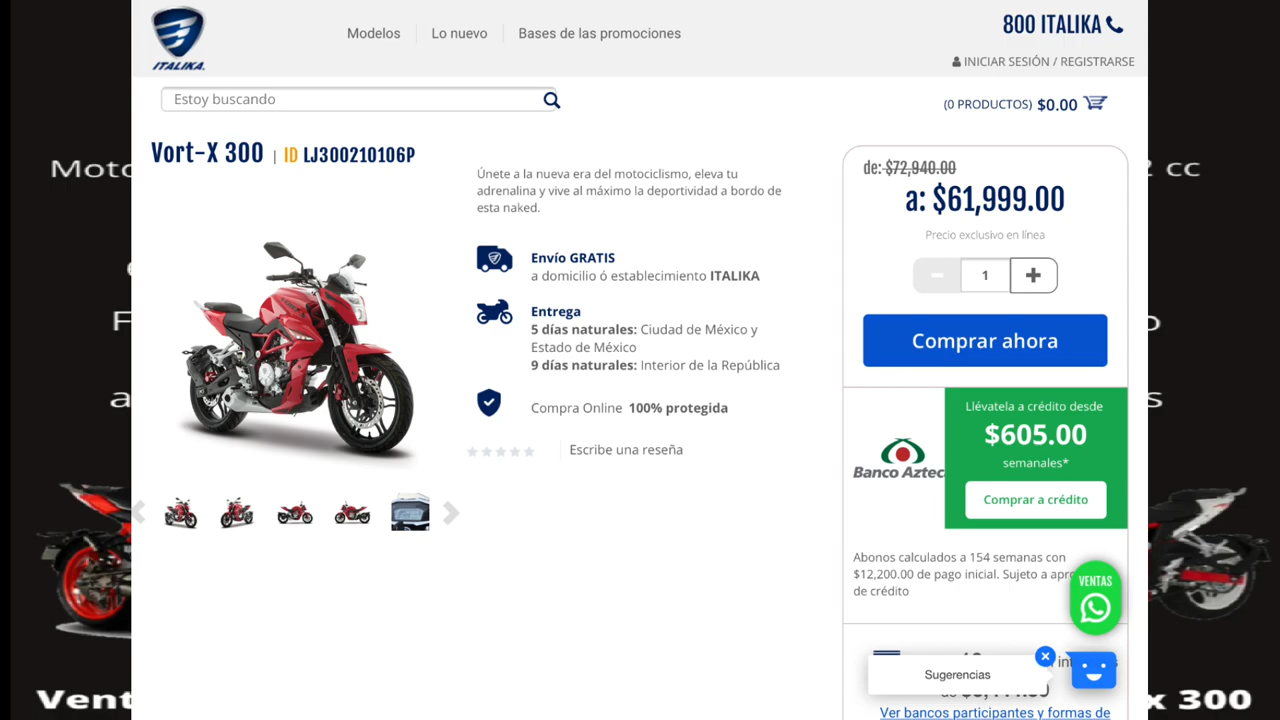 ITALIKA
Modelos
Lo nuevo
Bases de las promociones
800 ITALIKA
INICIAR SESIÓN / REGISTRARSE
Estoy buscando
(0 PRODUCTOS) $0.00
Vort-X 300 | ID LJ300210106P
Únete a la nueva era del motociclismo, eleva tu
adrenalina y vive al máximo la deportividad a bordo de
esta naked.
Envío GRATIS
a domicilio ó establecimiento ITALIKA
Entrega
5 días naturales: Ciudad de México y
Estado de México
9 días naturales: Interior de la República
Compra Online 100% protegida
Escribe una reseña
de: $72,940.00
a: $61,999.00
Precio exclusivo en línea
1
Comprar ahora
Banco Aztec
Llévatela a crédito desde
$605.00
semanales*
Comprar a crédito
Abonos calculados a 154 semanas con
$12,200.00 de pago inicial. Sujeto a apro
de crédito
VENTAS
Sugerencias
Ver bancos participantes y formas de
Moto
2 cc
Vent
x 300